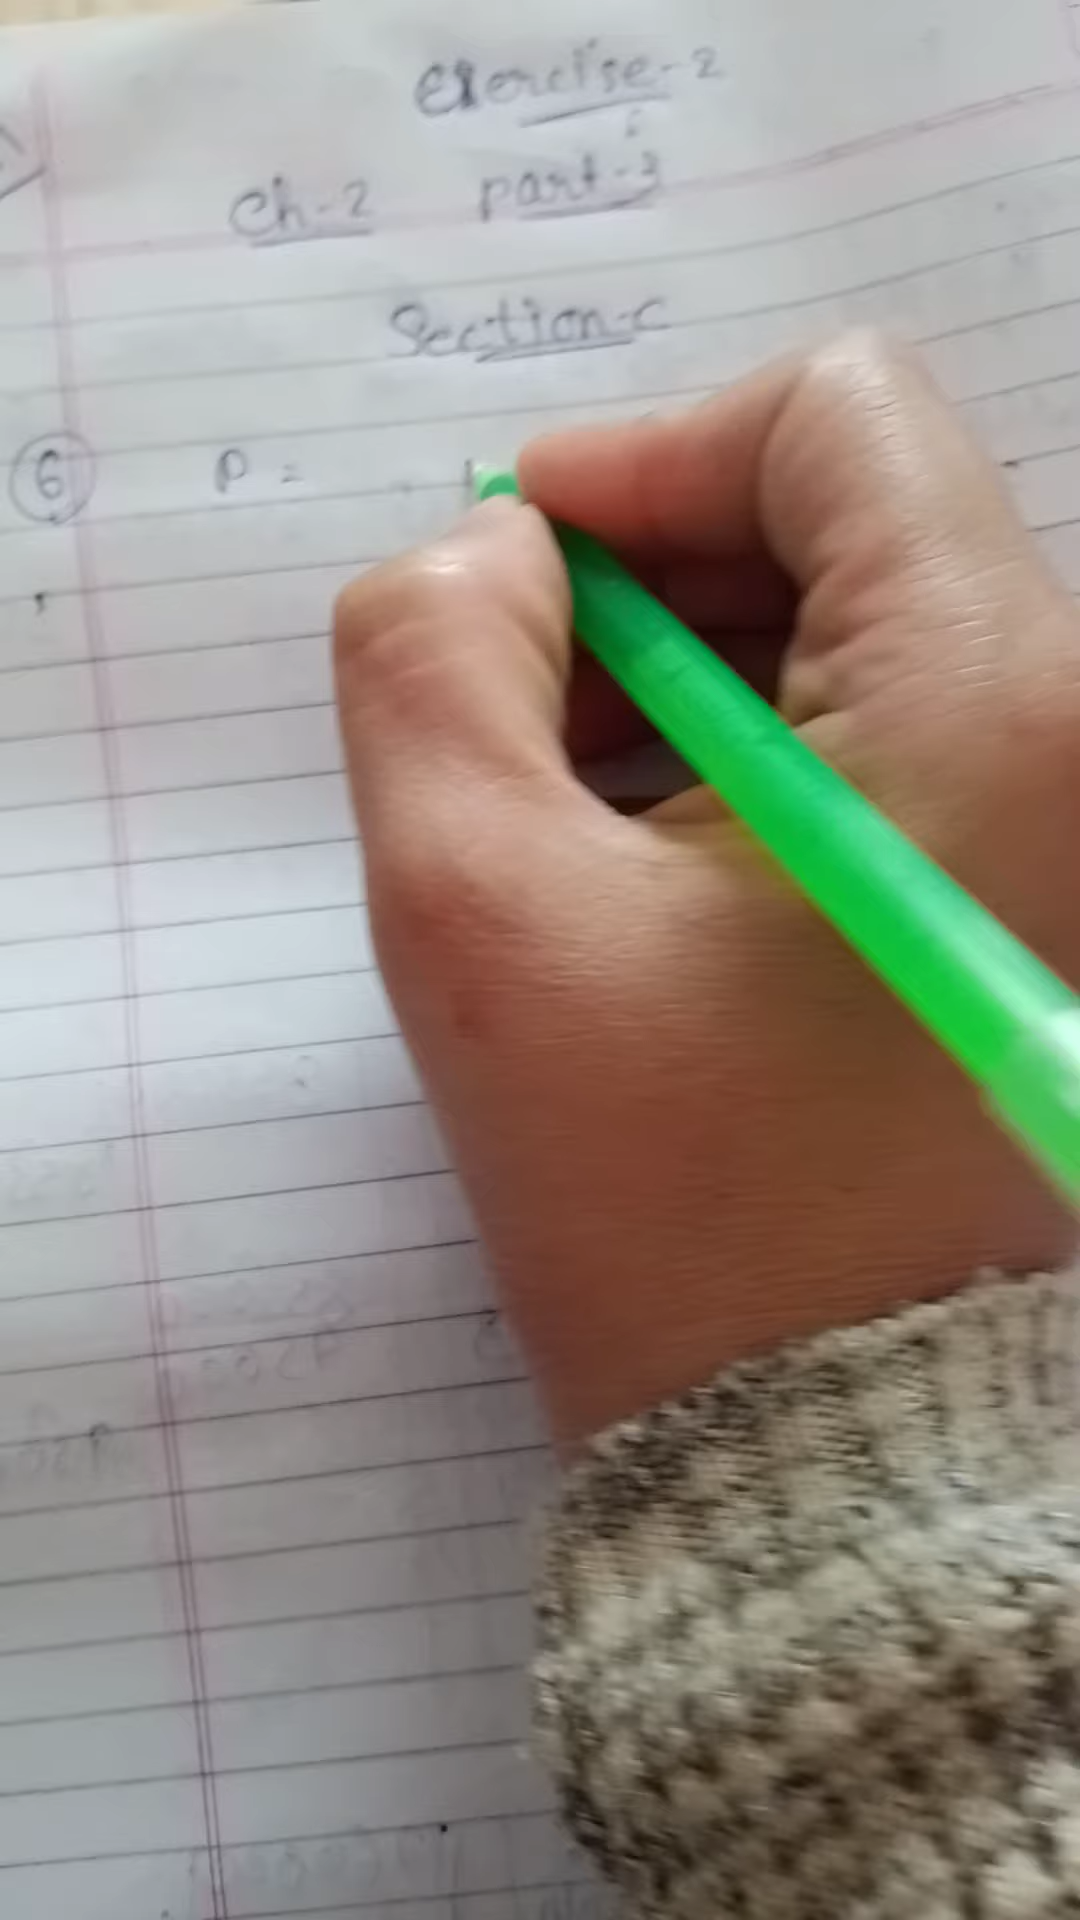 Exercise-2
Ch-2 part-3
Section-C
6 P =